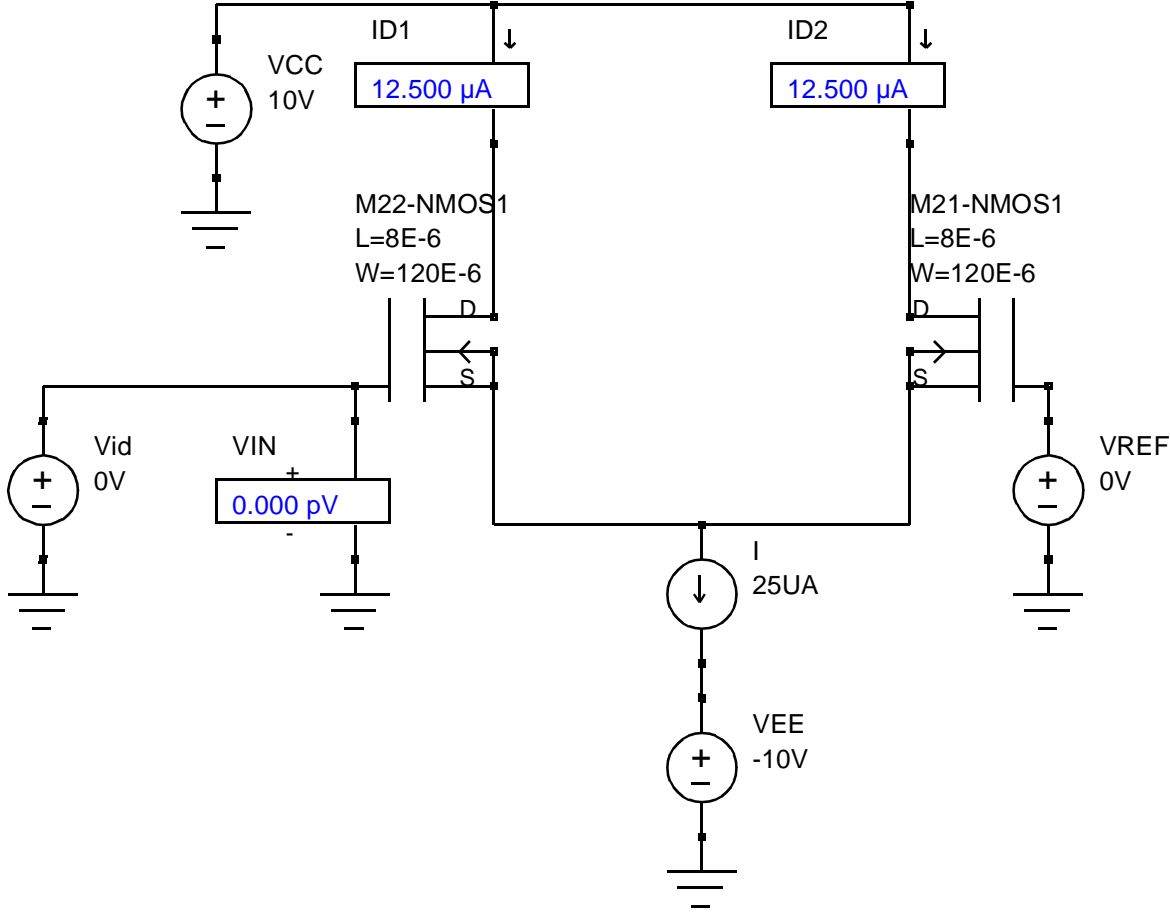 ID1
ID2
VCC
10V
12.500 µA
12.500 µA
+
−
M22-NMOS1
L=8E-6
W=120E-6
M21-NMOS1
L=8E-6
W=120E-6
D
D
S
S
Vid
0V
VIN
+
0.000 pV
-
+
−
VREF
0V
+
−
I
25UA
VEE
-10V
+
−